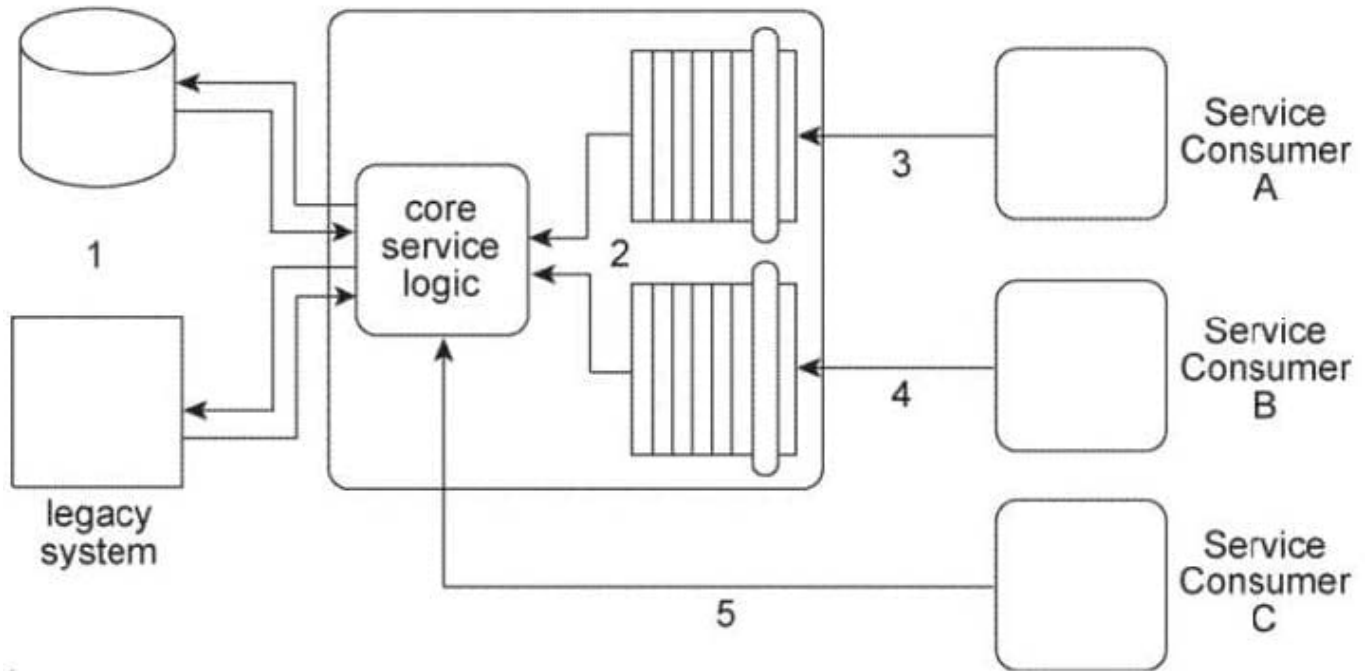 1
legacy
system
core
service
logic
2
3
4
5
Service
Consumer
A
Service
Consumer
B
Service
Consumer
C